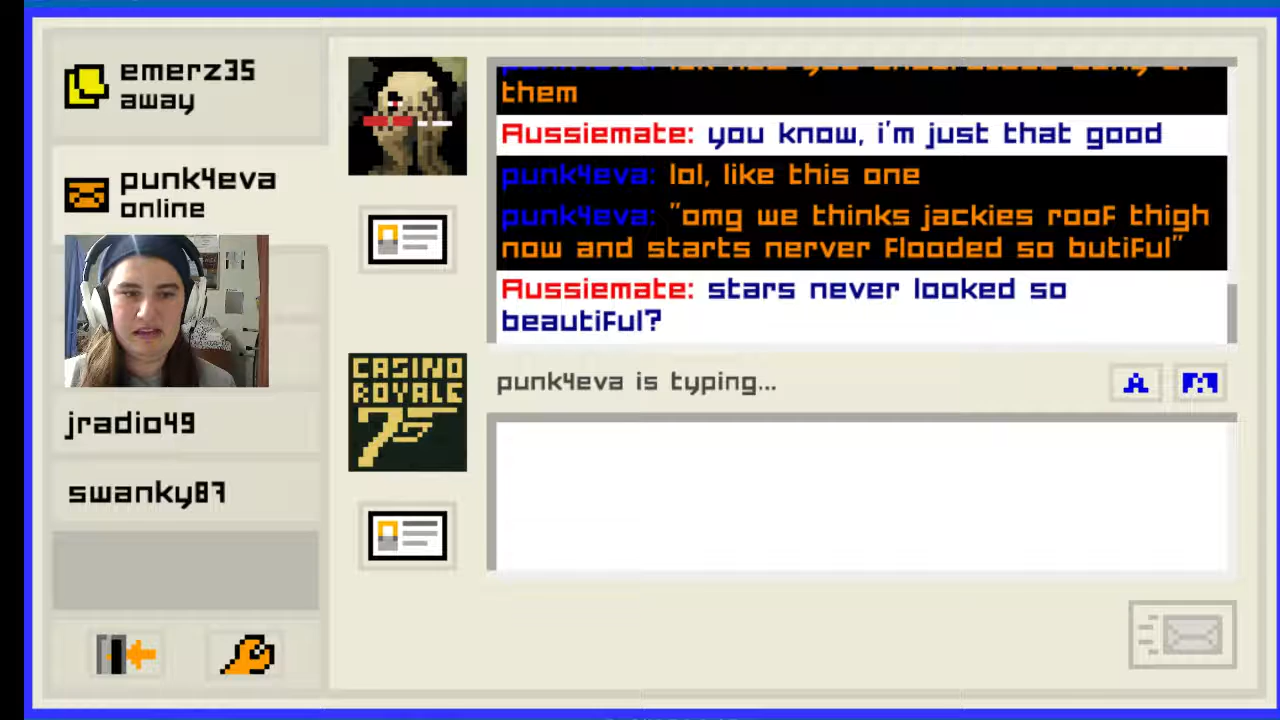 emerz35
away
punk4eva
online
jradio49
swanky87
them
Aussiemate: you know, i'm just that good
punk4eva: lol, like this one
punk4eva: "omg we thinks jackies roof thigh
now and starts nerver flooded so butiful"
Aussiemate: stars never looked so
beautiful?
CASINO
ROYALE
7
punk4eva is typing...
A